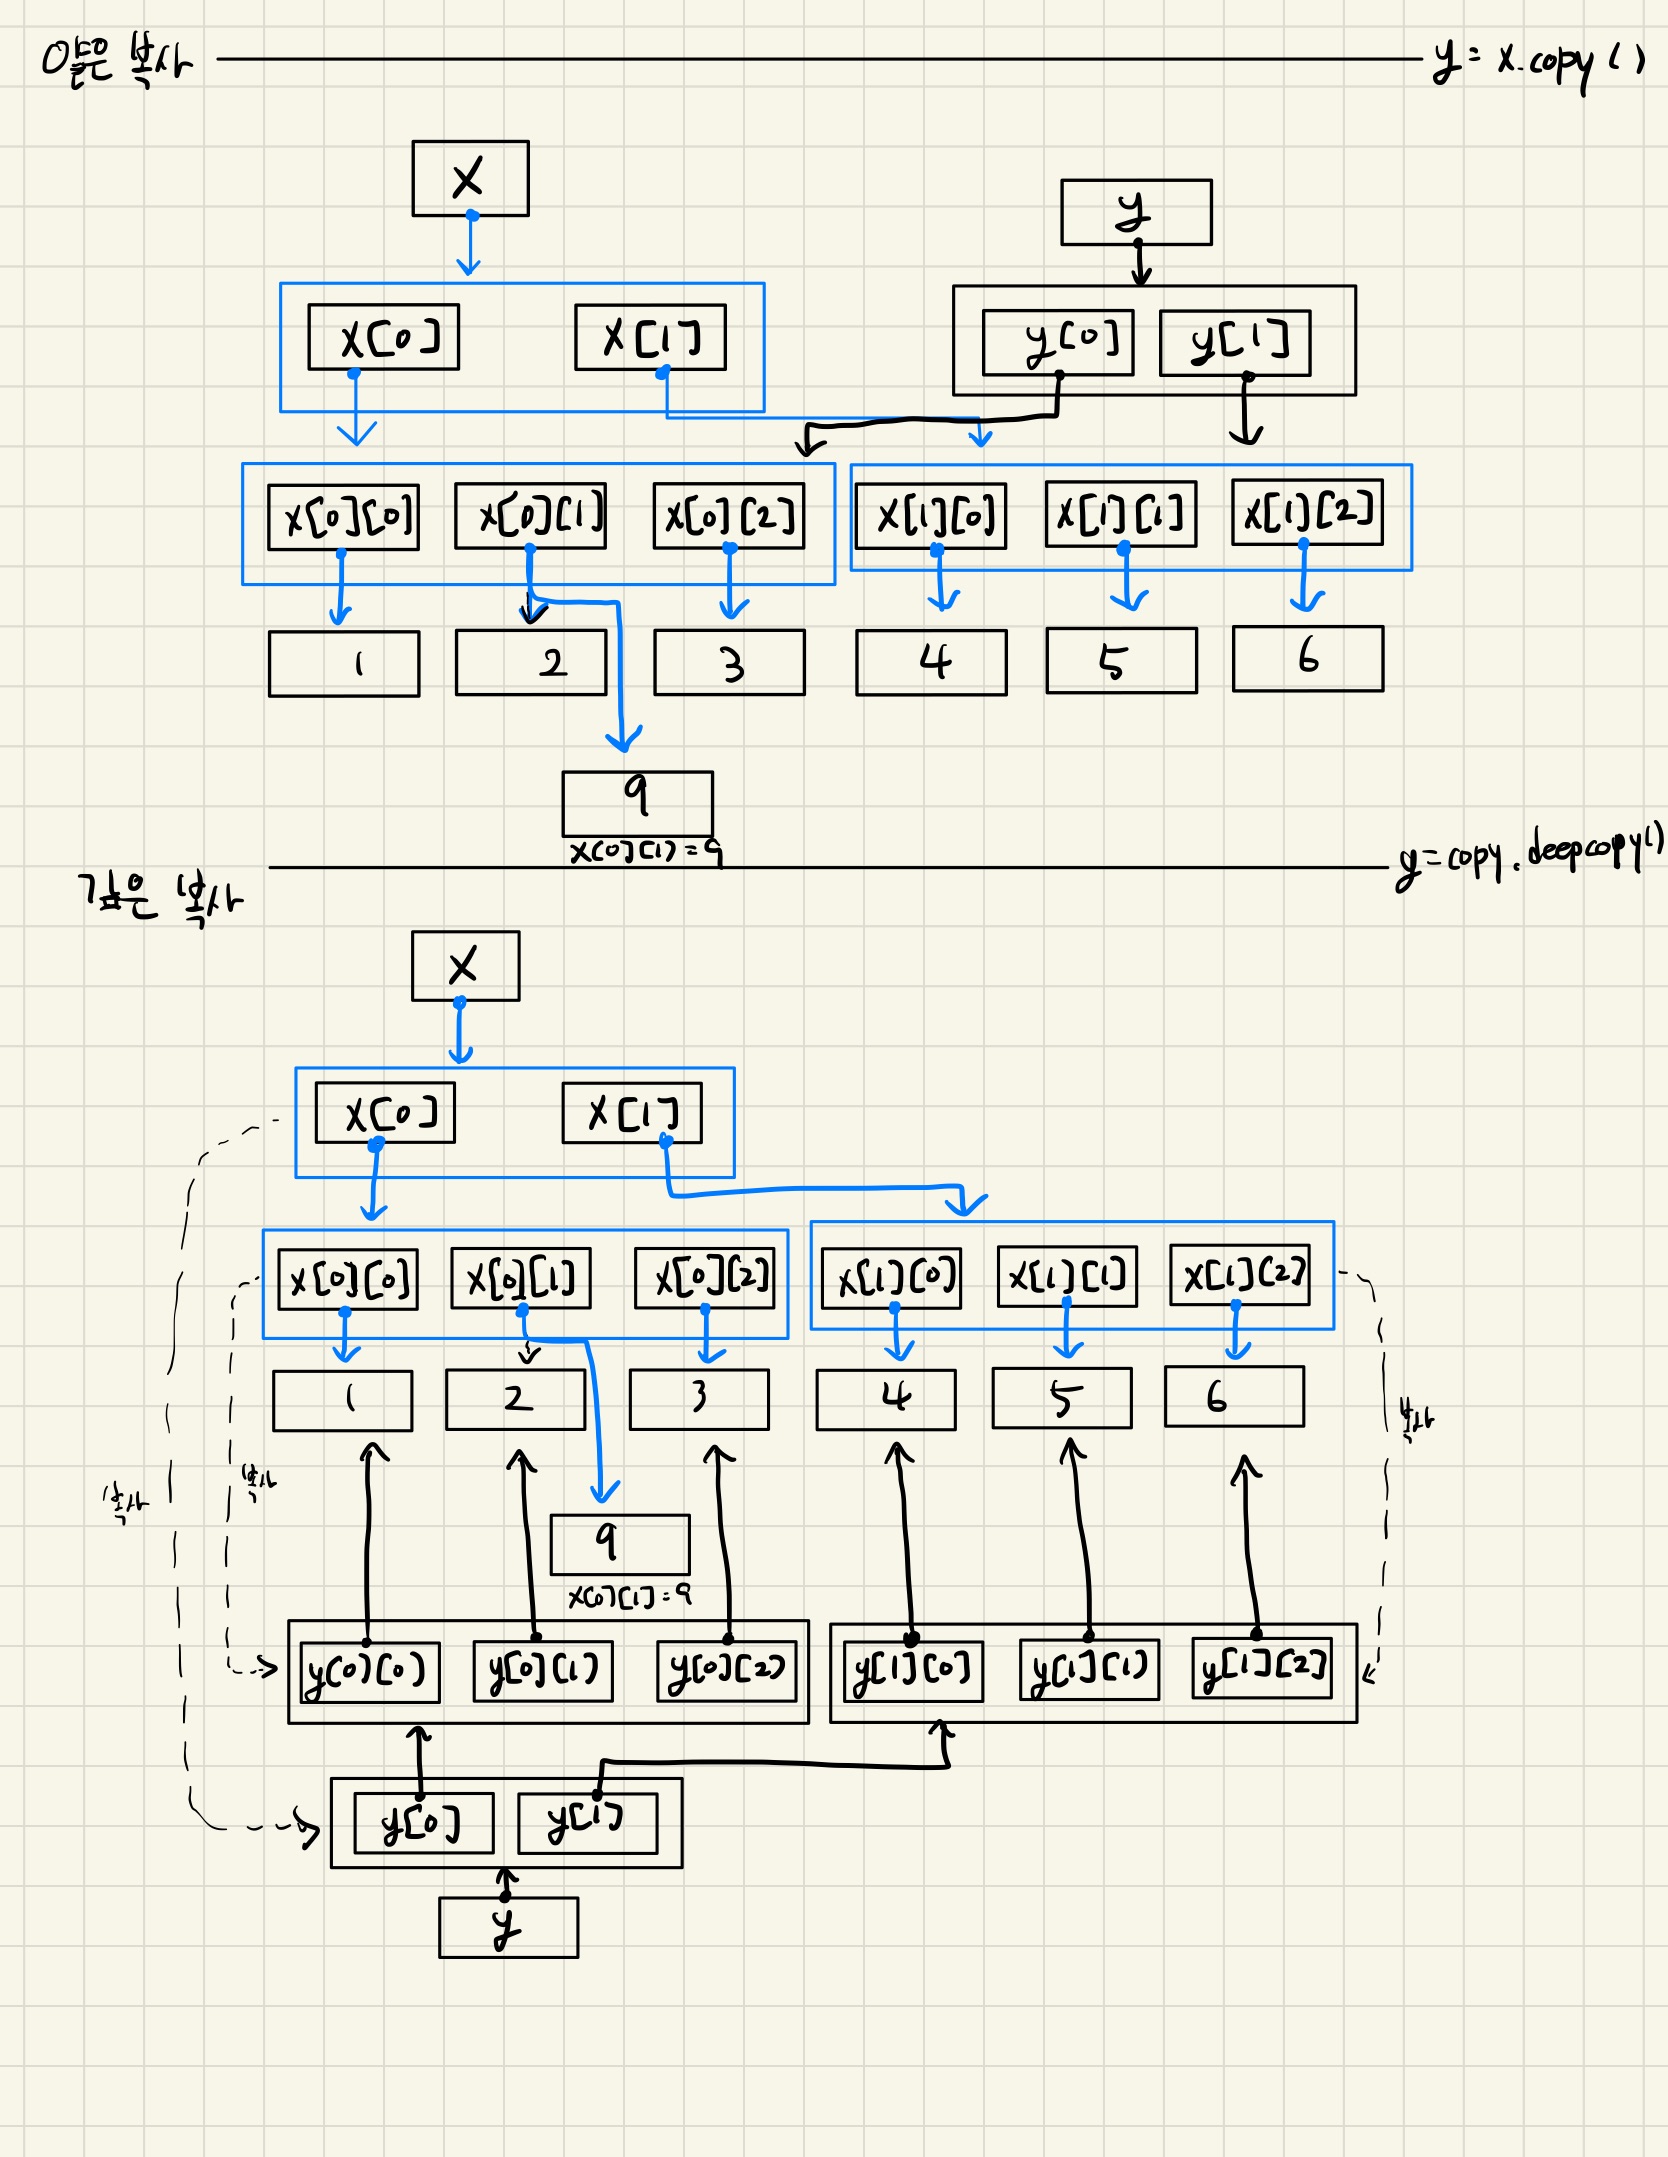 얕은 복사
y = x.copy()
x
y
x[0] x[1]
y[0] y[1]
x[0][0] x[0][1] x[0][2] x[1][0] x[1][1] x[1][2]
1 2 3 4 5 6
9
x[0][1] = 9
깊은 복사
y = copy.deepcopy()
x
x[0] x[1]
x[0][0] x[0][1] x[0][2] x[1][0] x[1][1] x[1][2]
1 2 3 4 5 6
복사
복사
복사
9
x[0][1] = 9
y[0][0] y[0][1] y[0][2] y[1][0] y[1][1] y[1][2]
y[0] y[1]
y